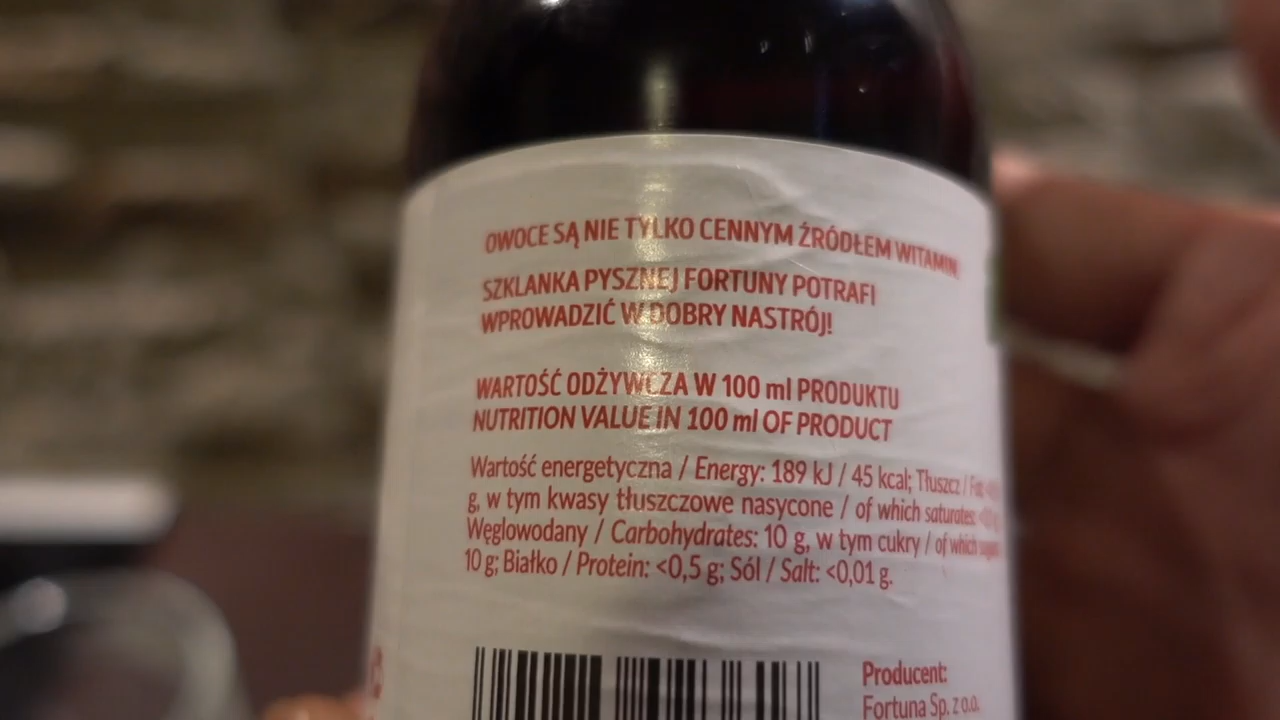 OWOCE SĄ NIE TYLKO CENNYM ŹRÓDŁEM WITAMIN
SZKLANKA PYSZNEJ FORTUNY POTRAFI
WPROWADZIĆ W DOBRY NASTRÓJ!
WARTOŚĆ ODŻYWCZA W 100 ml PRODUKTU
NUTRITION VALUE IN 100 ml OF PRODUCT
Wartość energetyczna / Energy: 189 kJ / 45 kcal; Tłuszcz / Fat:
g, w tym kwasy tłuszczowe nasycone / of which saturates:
Węglowodany / Carbohydrates: 10 g, w tym cukry / of which sugars:
10 g; Białko / Protein: <0,5 g; Sól / Salt: <0,01 g.
Producent:
Fortuna Sp. z o.o.